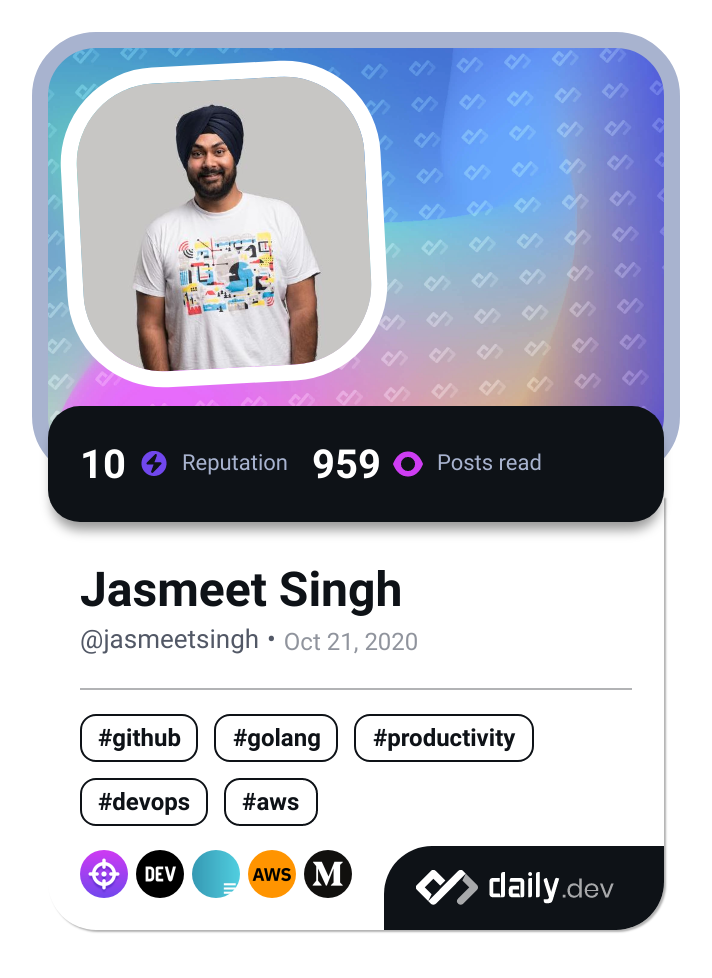 10 Reputation 959 Posts read
Jasmeet Singh
@jasmeetsingh • Oct 21, 2020
#github #golang #productivity
#devops #aws
DEV AWS M
daily.dev